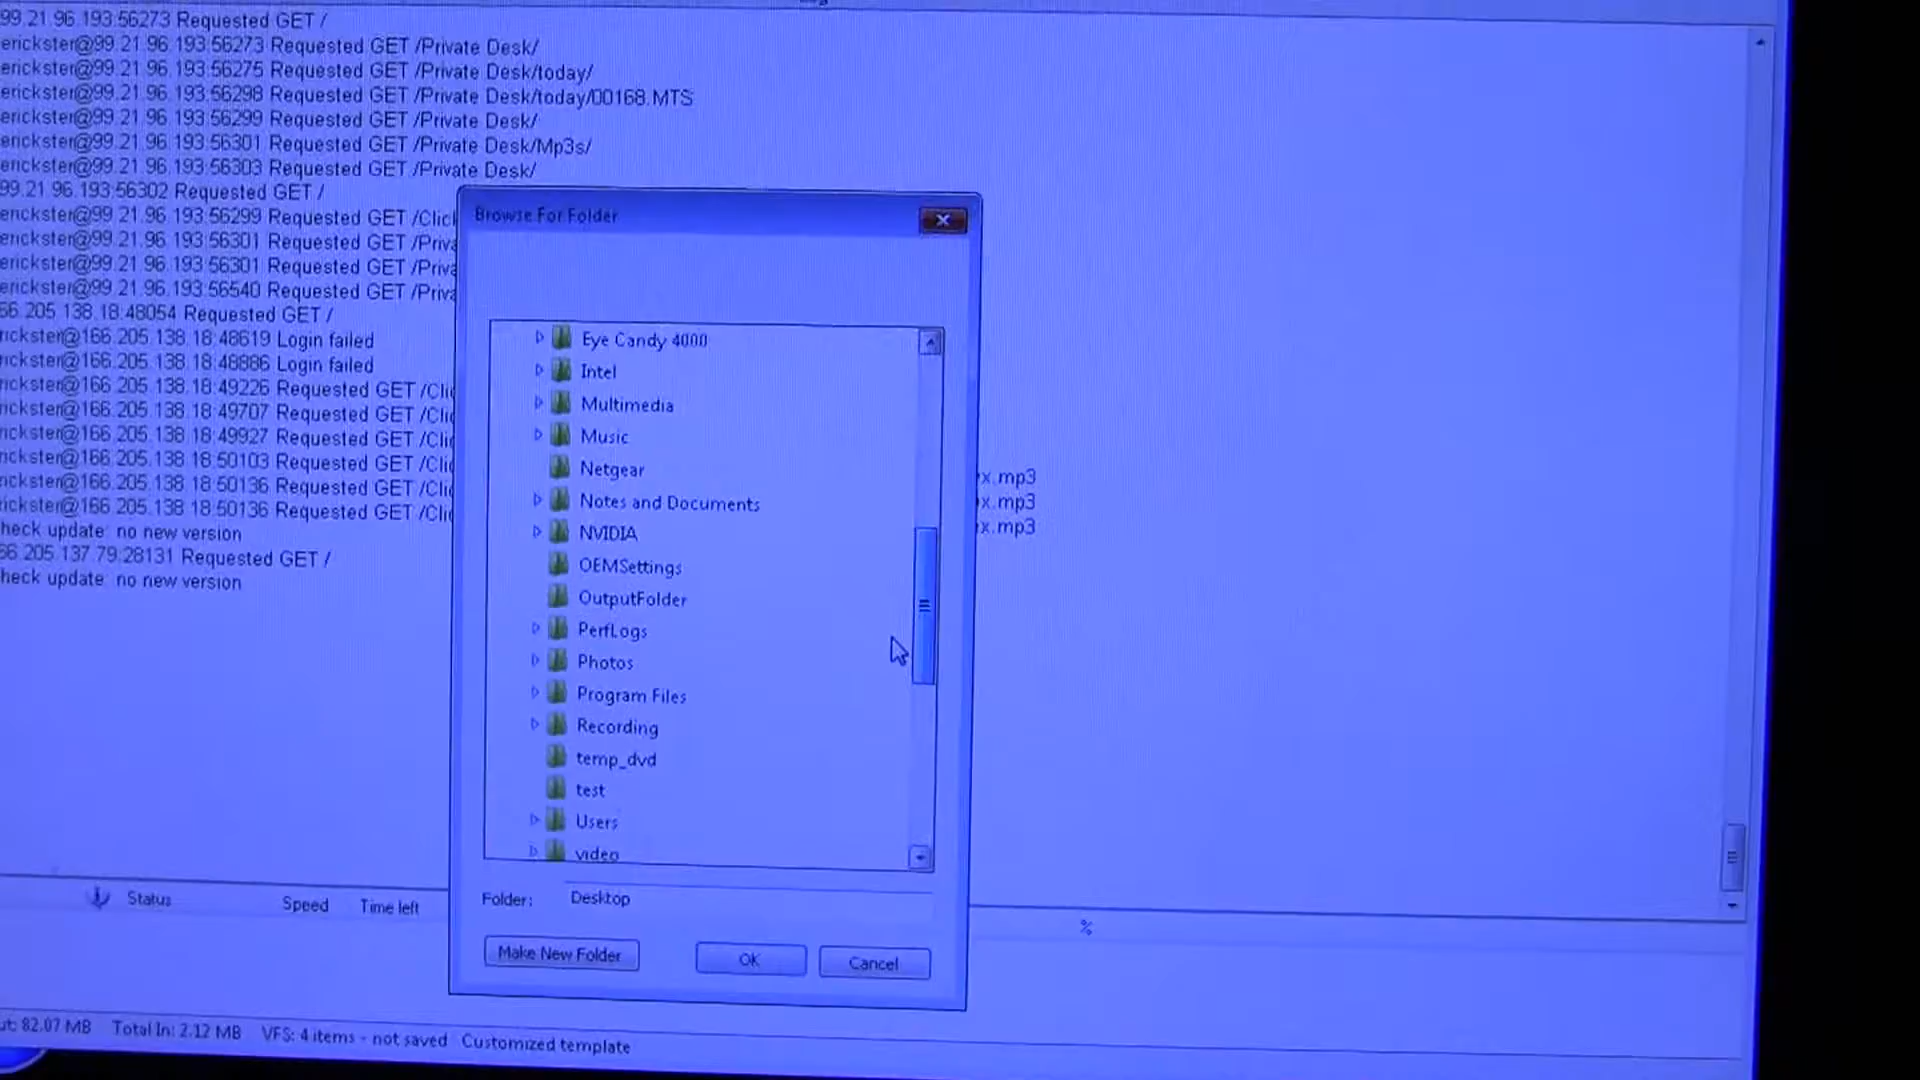 99.21.96.193:56273 Requested GET /
erickster@99.21.96.193:56273 Requested GET /Private Desk/
erickster@99.21.96.193:56275 Requested GET /Private Desk/today/
erickster@99.21.96.193:56298 Requested GET /Private Desk/today/00168.MTS
erickster@99.21.96.193:56299 Requested GET /Private Desk/
erickster@99.21.96.193:56301 Requested GET /Private Desk/Mp3s/
erickster@99.21.96.193:56303 Requested GET /Private Desk/
99.21.96.193:56302 Requested GET /
erickster@99.21.96.193:56299 Requested GET /Click
erickster@99.21.96.193:56301 Requested GET /Priva
erickster@99.21.96.193:56301 Requested GET /Priva
erickster@99.21.96.193:56540 Requested GET /Priva
66.205.138.18:48054 Requested GET /
rickster@166.205.138.18:48619 Login failed
rickster@166.205.138.18:48886 Login failed
rickster@166.205.138.18:49226 Requested GET /Clic
rickster@166.205.138.18:49707 Requested GET /Clic
rickster@166.205.138.18:49927 Requested GET /Clic
rickster@166.205.138.18:50103 Requested GET /Clic
rickster@166.205.138.18:50136 Requested GET /Clic
rickster@166.205.138.18:50136 Requested GET /Clic
x.mp3
x.mp3
x.mp3
heck update: no new version
66.205.137.79:28131 Requested GET /
heck update: no new version
Browse For Folder
Eye Candy 4000
Intel
Multimedia
Music
Netgear
Notes and Documents
NVIDIA
OEMSettings
OutputFolder
PerfLogs
Photos
Program Files
Recording
temp_dvd
test
Users
video
Folder: Desktop
Make New Folder OK Cancel
Status Speed Time left %
ut: 82.07 MB Total In: 2.12 MB VFS: 4 items - not saved Customized template